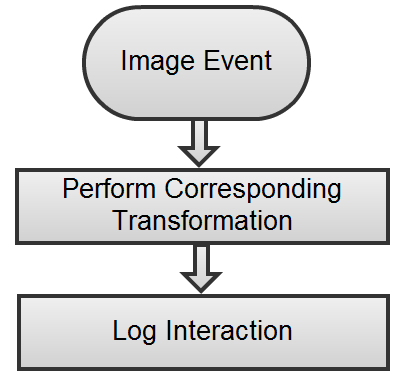 Image Event
Perform Corresponding
Transformation
Log Interaction